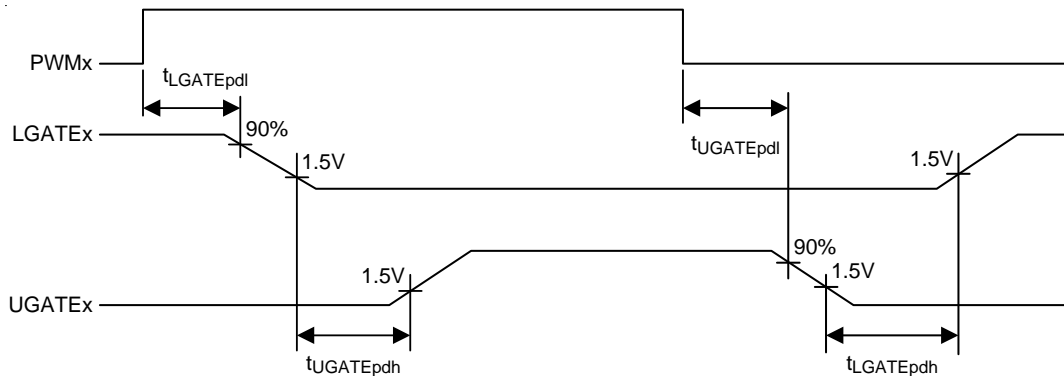 PWMx
tLGATEpdl
LGATEx
90%
1.5V
tUGATEpdl
1.5V
90%
1.5V
1.5V
UGATEx
tUGATEpdh
tLGATEpdh